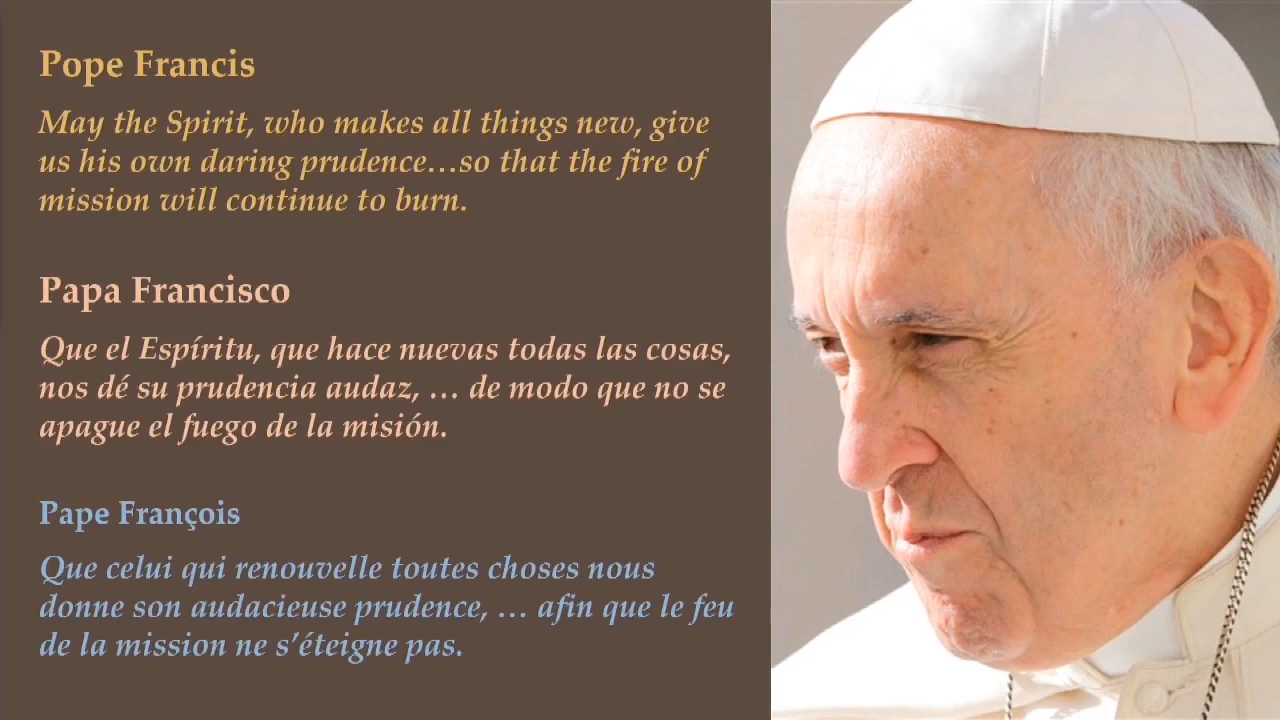 Pope Francis
May the Spirit, who makes all things new, give
us his own daring prudence…so that the fire of
mission will continue to burn.
Papa Francisco
Que el Espíritu, que hace nuevas todas las cosas,
nos dé su prudencia audaz, … de modo que no se
apague el fuego de la misión.
Pape François
Que celui qui renouvelle toutes choses nous
donne son audacieuse prudence, … afin que le feu
de la mission ne s’éteigne pas.